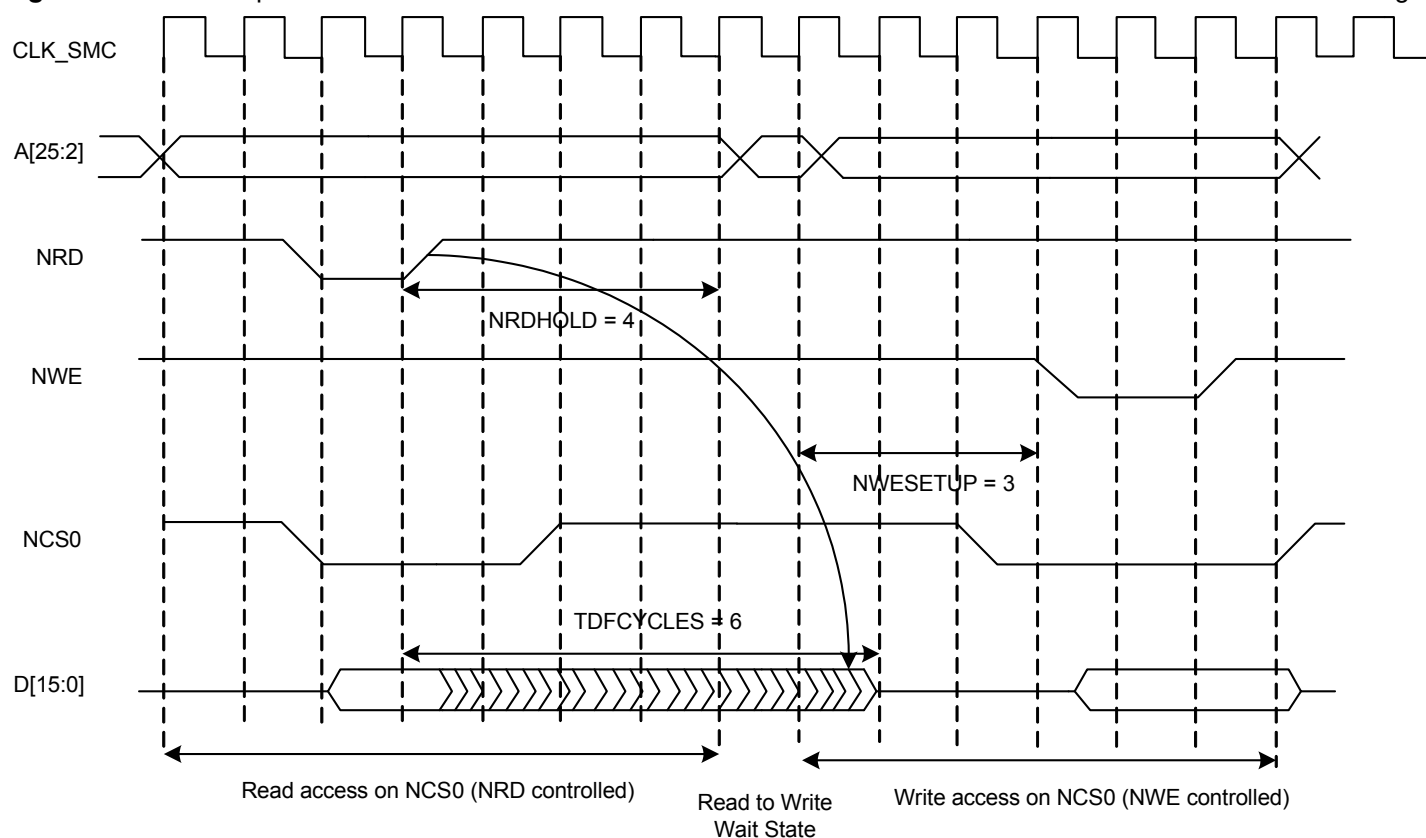 CLK_SMC
A[25:2]
NRD
NRDHOLD = 4
NWE
NWESETUP = 3
NCS0
TDFCYCLES = 6
D[15:0]
Read access on NCS0 (NRD controlled)
Read to Write
Wait State
Write access on NCS0 (NWE controlled)